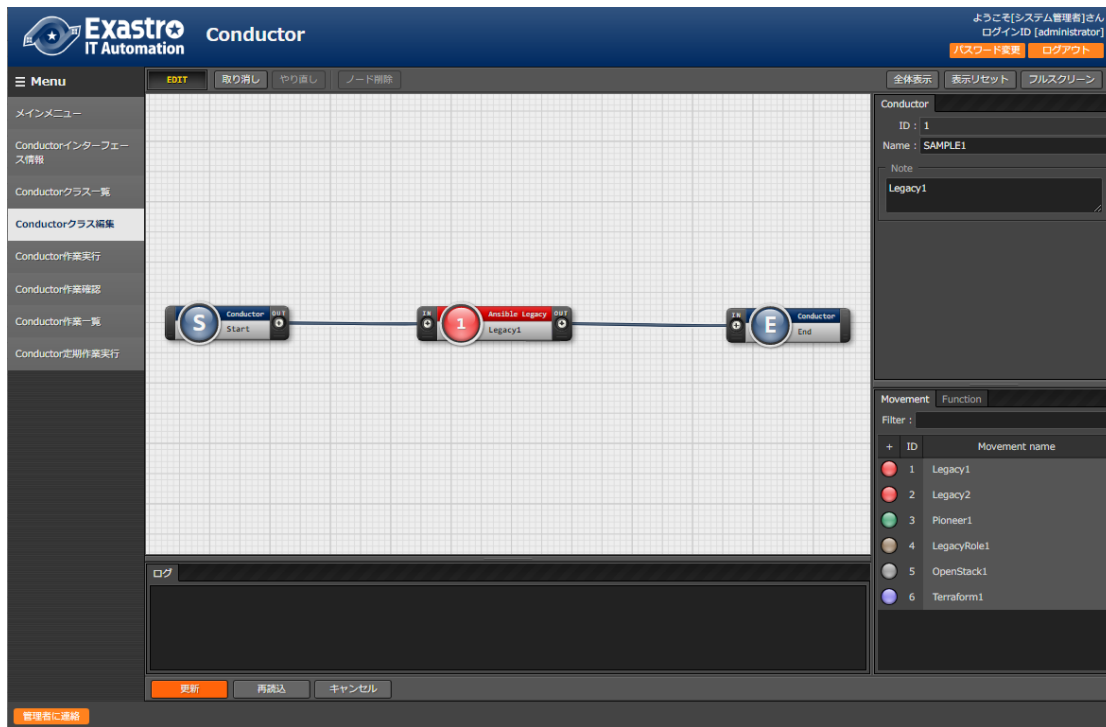 Exastro
IT Automation
Conductor
ようこそ[システム管理者]さん
ログインID [administrator]
パスワード変更
ログアウト
Menu
メインメニュー
Conductorインターフェー
ス情報
Conductorクラス一覧
Conductorクラス編集
Conductor作業実行
Conductor作業確認
Conductor作業一覧
Conductor定期作業実行
EDIT
取り消し
やり直し
ノード削除
全体表示
表示リセット
フルスクリーン
S
Conductor
OUT
Start
IN
1
Ansible Legacy
OUT
Legacy1
IN
E
Conductor
End
Conductor
ID : 1
Name : SAMPLE1
Note
Legacy1
Movement
Function
Filter :
+ ID Movement name
1 Legacy1
2 Legacy2
3 Pioneer1
4 LegacyRole1
5 OpenStack1
6 Terraform1
ログ
更新
再読込
キャンセル
管理者に連絡